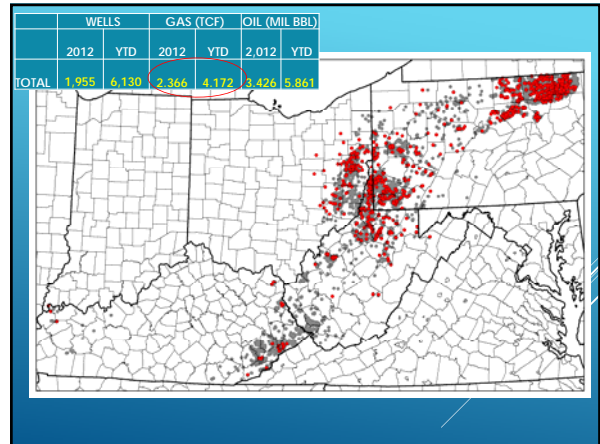 WELLS GAS (TCF) OIL (MIL BBL)
2012 YTD 2012 YTD 2,012 YTD
TOTAL 1,955 6,130 2.366 4.172 3.426 5.861